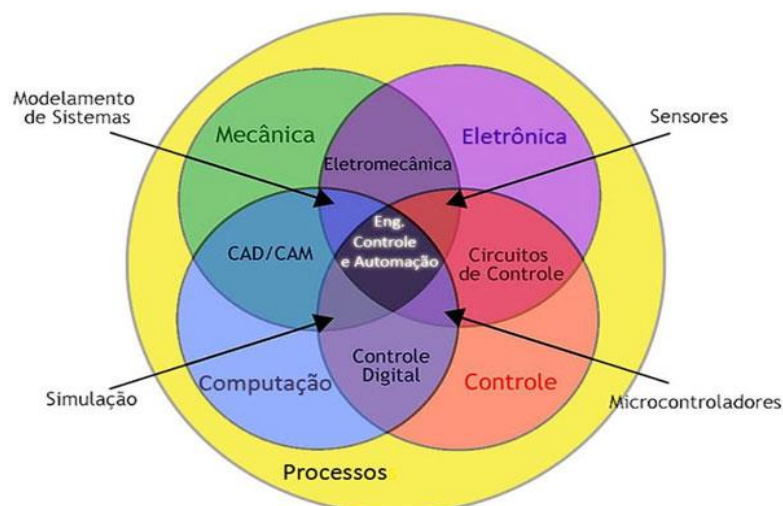 Modelamento
de Sistemas
Mecânica
Eletrônica
Sensores
Eletromecânica
Eng.
Controle
e Automação
CAD/CAM
Circuitos
de Controle
Simulação
Computação
Controle
Digital
Controle
Microcontroladores
Processos